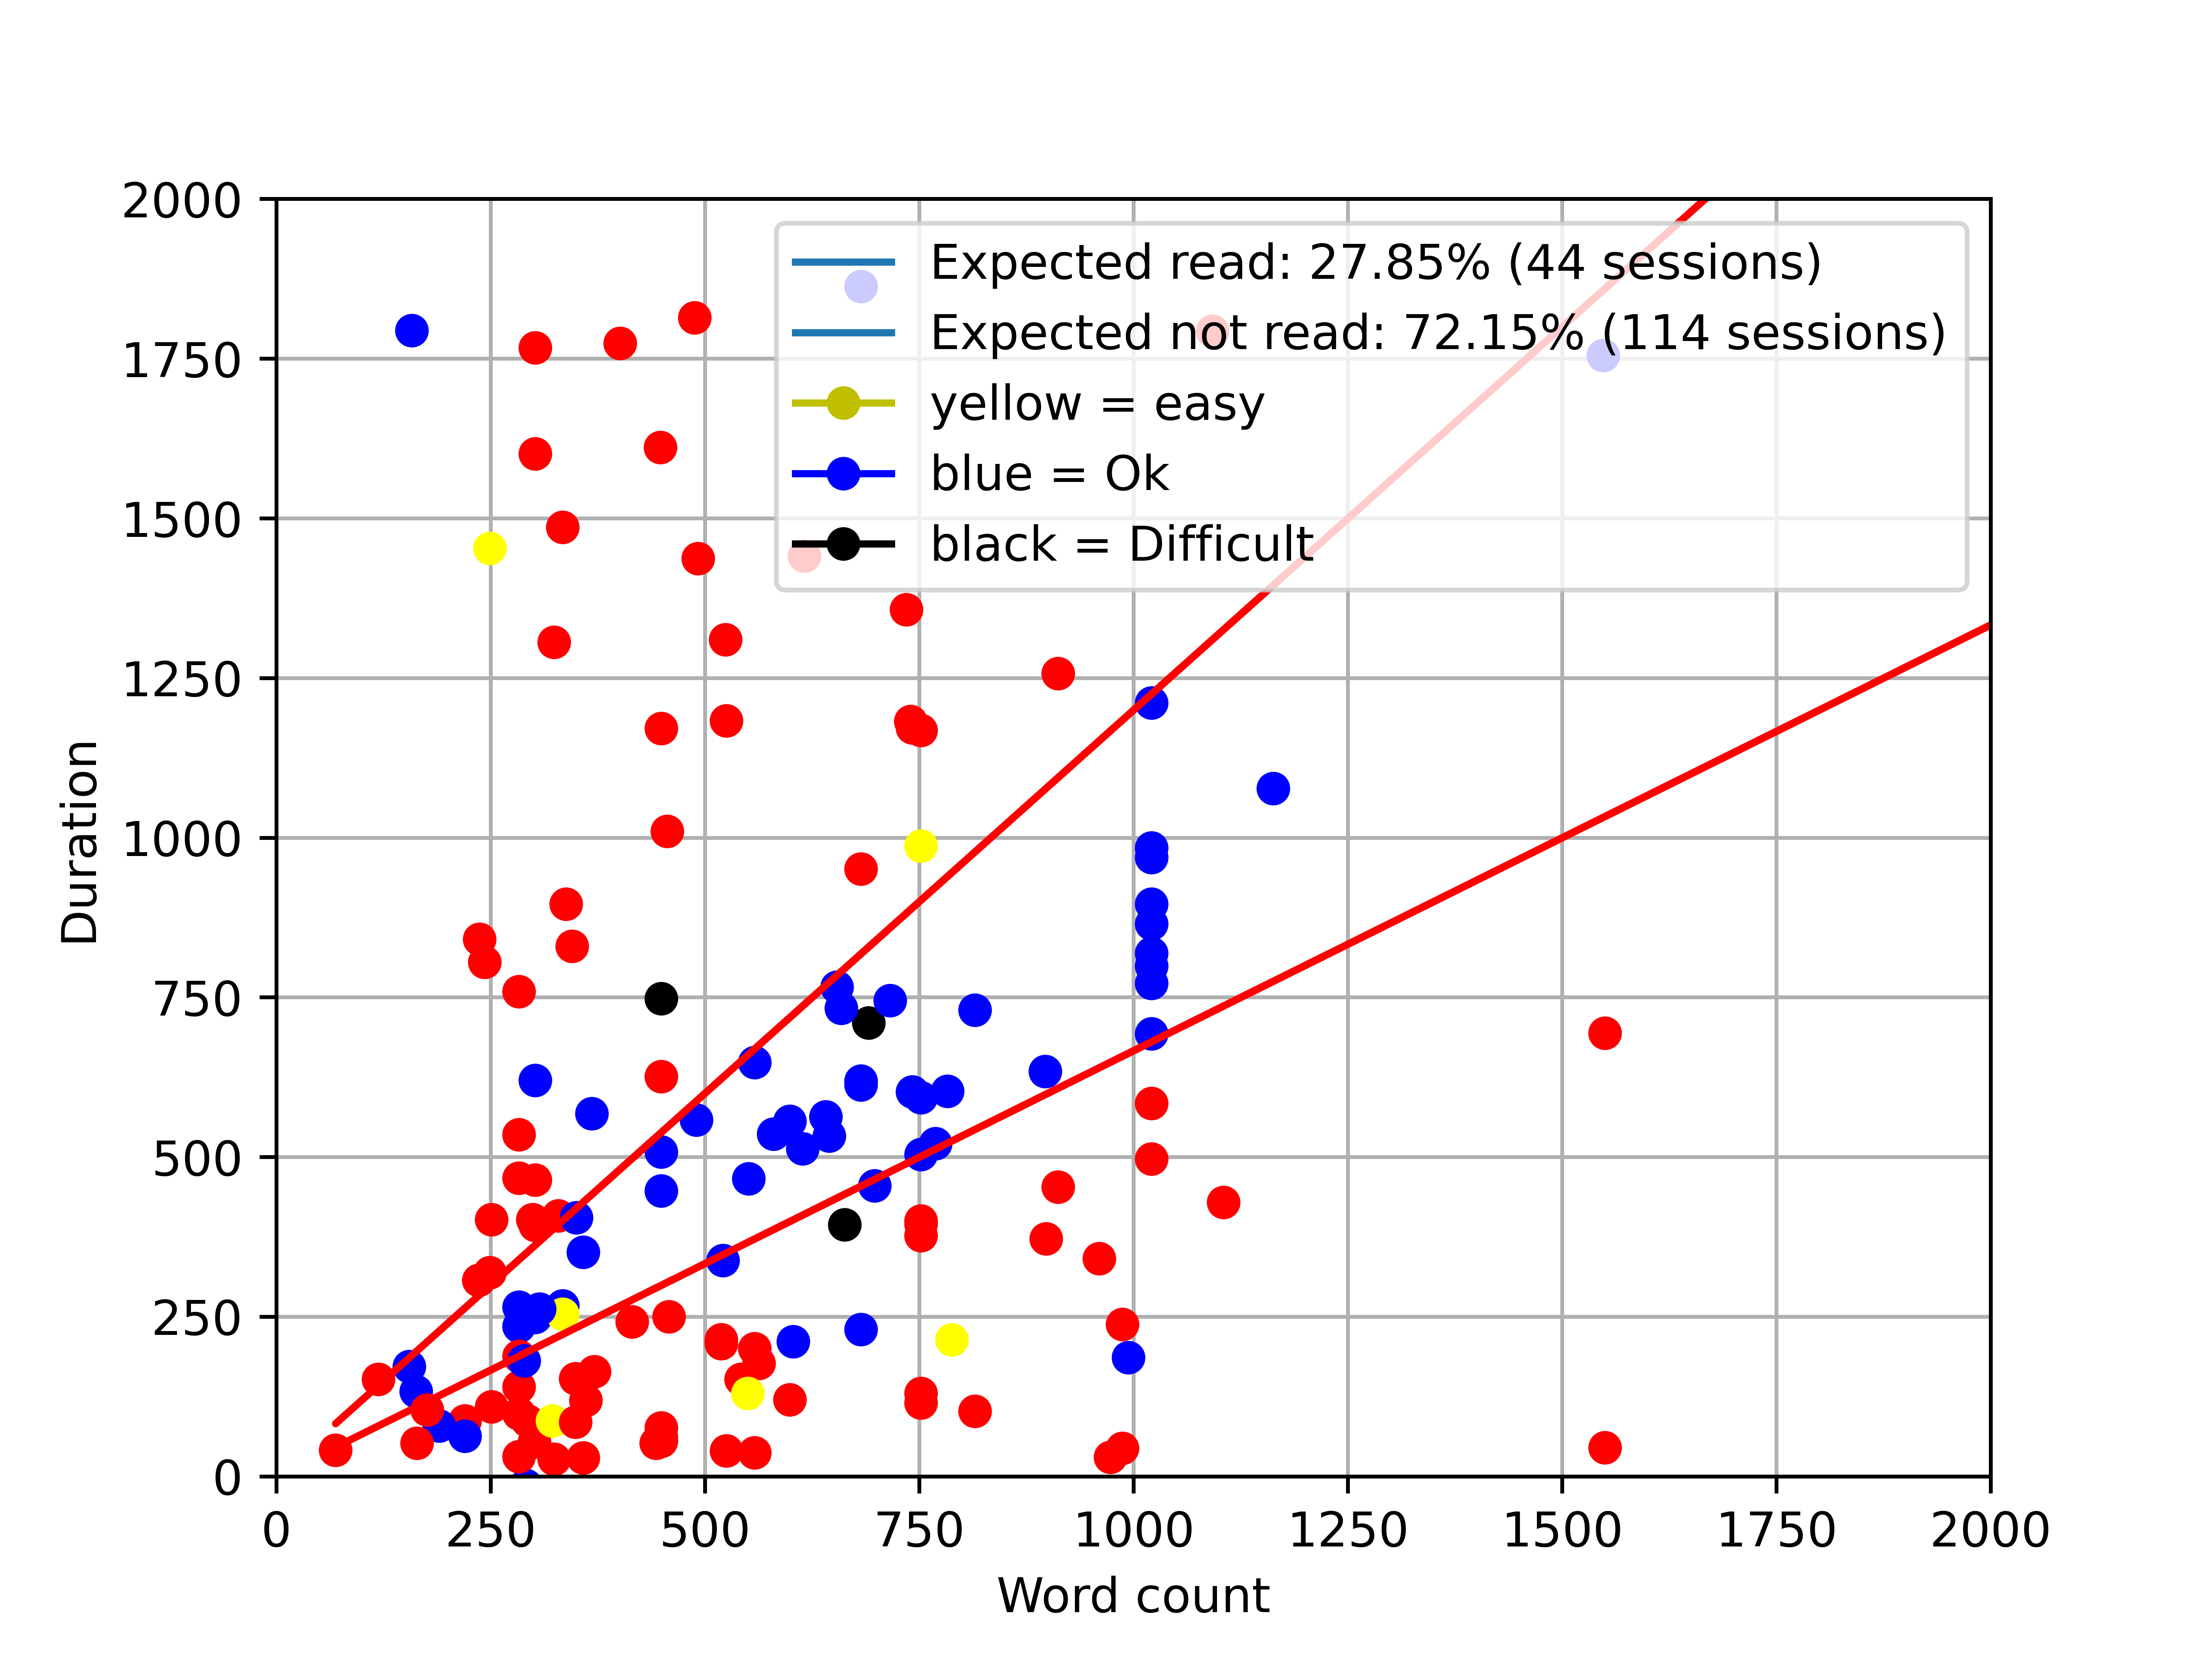 2000
1750
1500
1250
1000
750
500
250
0
Duration
Expected read: 27.85% (44 sessions)
Expected not read: 72.15% (114 sessions)
yellow = easy
blue = Ok
black = Difficult
0 250 500 750 1000 1250 1500 1750 2000
Word count